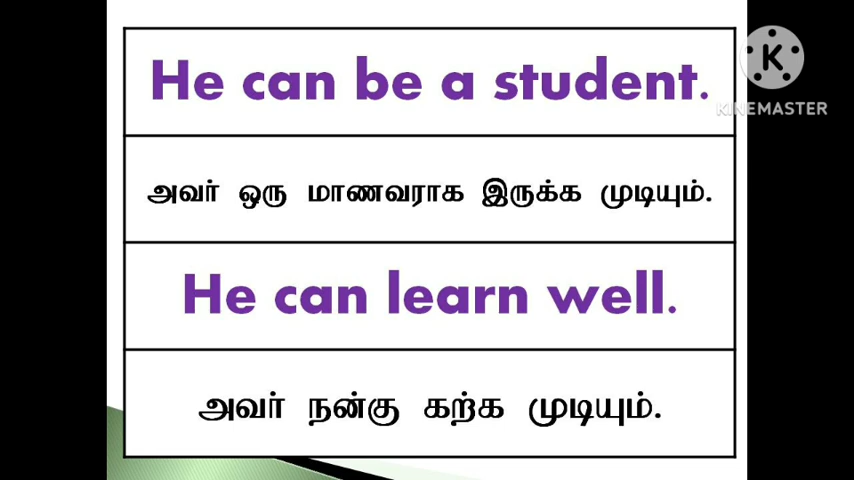 He can be a student.
அவர் ஒரு மாணவராக இருக்க முடியும்.
He can learn well.
அவர் நன்கு கற்க முடியும்.
K
KINEMASTER